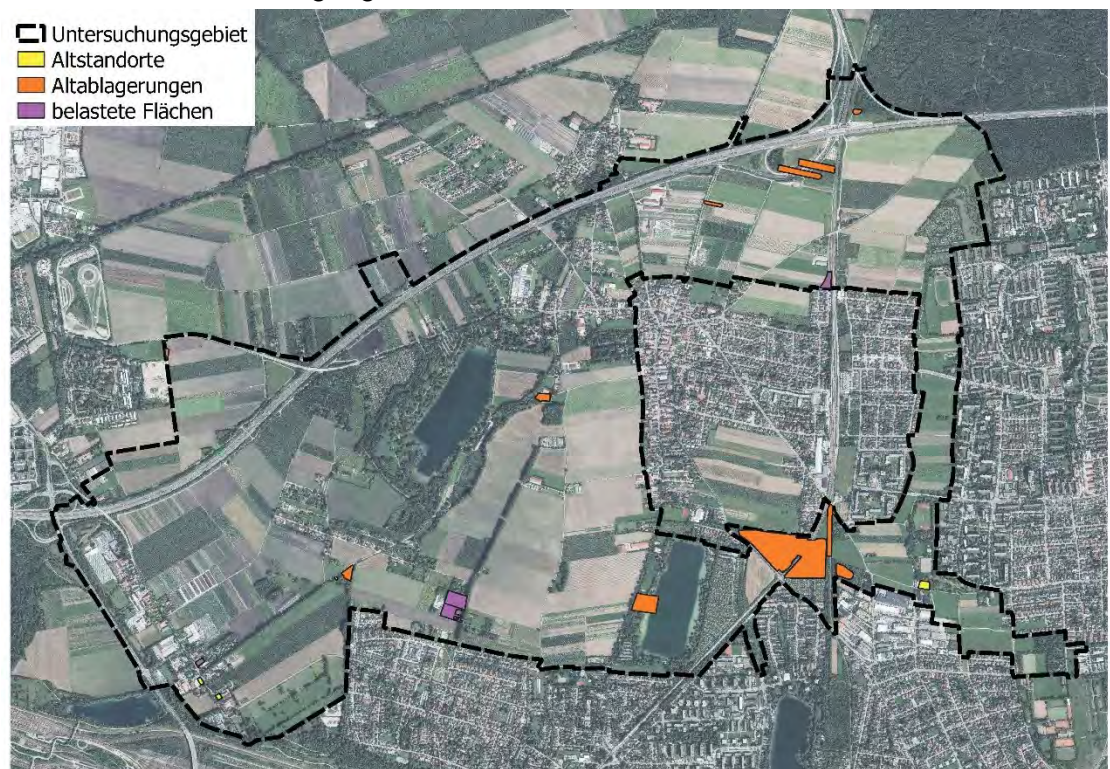 Untersuchungsgebiet
Altstandorte
Altablagerungen
belastete Flächen